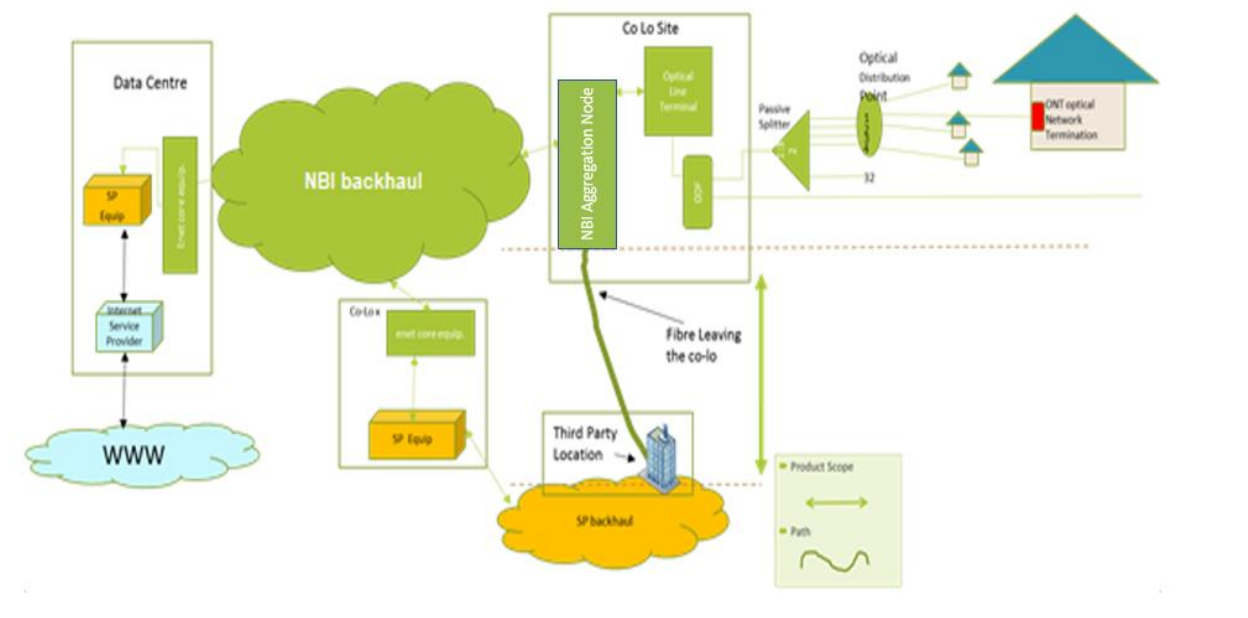 Data Centre
SP
Equip
Enet core equip.
Internet
Service
Provider
WWW
NBI backhaul
Co Lo Site
NBI Aggregation Node
Optical
Line
Terminal
ODF
Passive
Splitter
2
Optical
Distribution
Point
32
ONT optical
Network
Termination
Co-Lo x
enet core equip.
SP Equip
Fibre Leaving
the co-lo
Third Party
Location
SP backhaul
Product Scope
Path